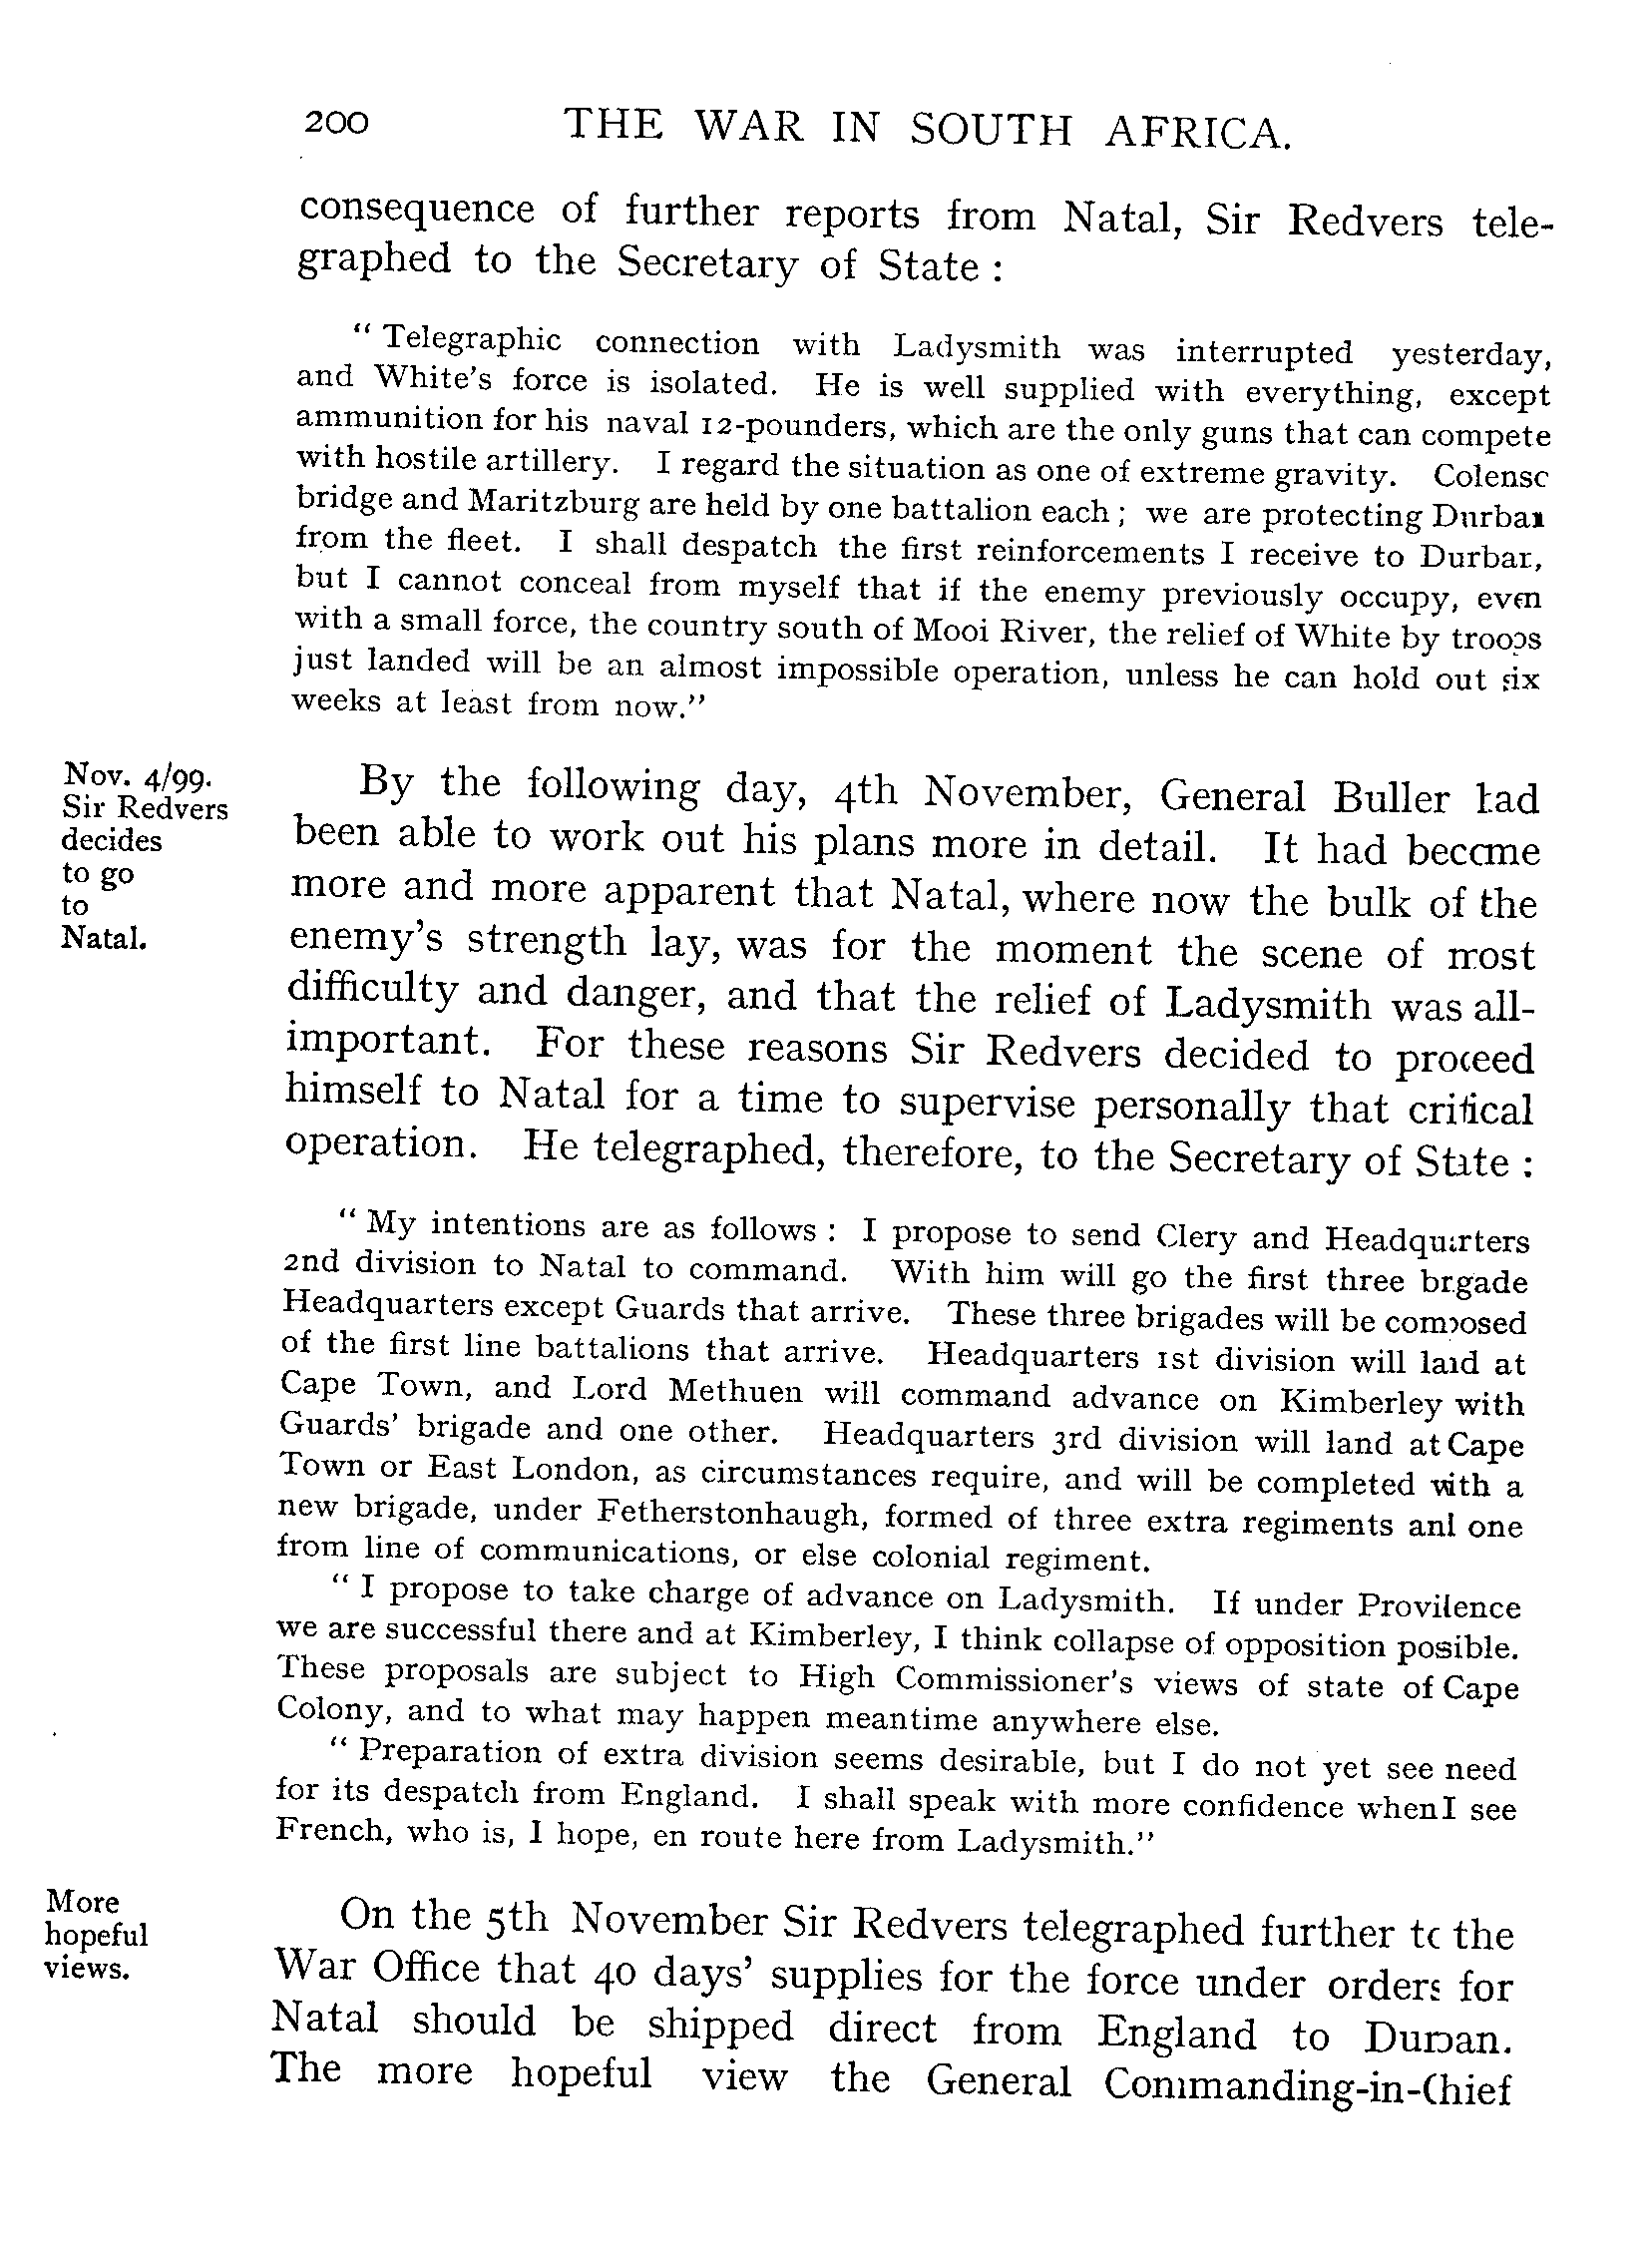 200 THE WAR IN SOUTH AFRICA.
consequence of further reports from Natal, Sir Redvers tele-
graphed to the Secretary of State :
“ Telegraphic connection with Ladysmith was interrupted yesterday,
and White’s force is isolated. He is well supplied with everything, except
ammunition for his naval 12-pounders, which are the only guns that can compete
with hostile artillery. I regard the situation as one of extreme gravity. Colenso
bridge and Maritzburg are held by one battalion each ; we are protecting Durban
from the fleet. I shall despatch the first reinforcements I receive to Durban,
but I cannot conceal from myself that if the enemy previously occupy, even
with a small force, the country south of Mooi River, the relief of White by troops
just landed will be an almost impossible operation, unless he can hold out six
weeks at least from now.”
Nov. 4/99.
Sir Redvers
decides
to go
to
Natal.
By the following day, 4th November, General Buller had
been able to work out his plans more in detail. It had become
more and more apparent that Natal, where now the bulk of the
enemy’s strength lay, was for the moment the scene of most
difficulty and danger, and that the relief of Ladysmith was all-
important. For these reasons Sir Redvers decided to proceed
himself to Natal for a time to supervise personally that critical
operation. He telegraphed, therefore, to the Secretary of State :
“ My intentions are as follows : I propose to send Clery and Headquarters
2nd division to Natal to command. With him will go the first three brigade
Headquarters except Guards that arrive. These three brigades will be composed
of the first line battalions that arrive. Headquarters 1st division will land at
Cape Town, and Lord Methuen will command advance on Kimberley with
Guards’ brigade and one other. Headquarters 3rd division will land at Cape
Town or East London, as circumstances require, and will be completed with a
new brigade, under Fetherstonhaugh, formed of three extra regiments and one
from line of communications, or else colonial regiment.
“ I propose to take charge of advance on Ladysmith. If under Providence
we are successful there and at Kimberley, I think collapse of opposition possible.
These proposals are subject to High Commissioner’s views of state of Cape
Colony, and to what may happen meantime anywhere else.
“ Preparation of extra division seems desirable, but I do not yet see need
for its despatch from England. I shall speak with more confidence when I see
French, who is, I hope, en route here from Ladysmith.”
More
hopeful
views.
On the 5th November Sir Redvers telegraphed further to the
War Office that 40 days’ supplies for the force under orders for
Natal should be shipped direct from England to Durban.
The more hopeful view the General Commanding-in-Chief